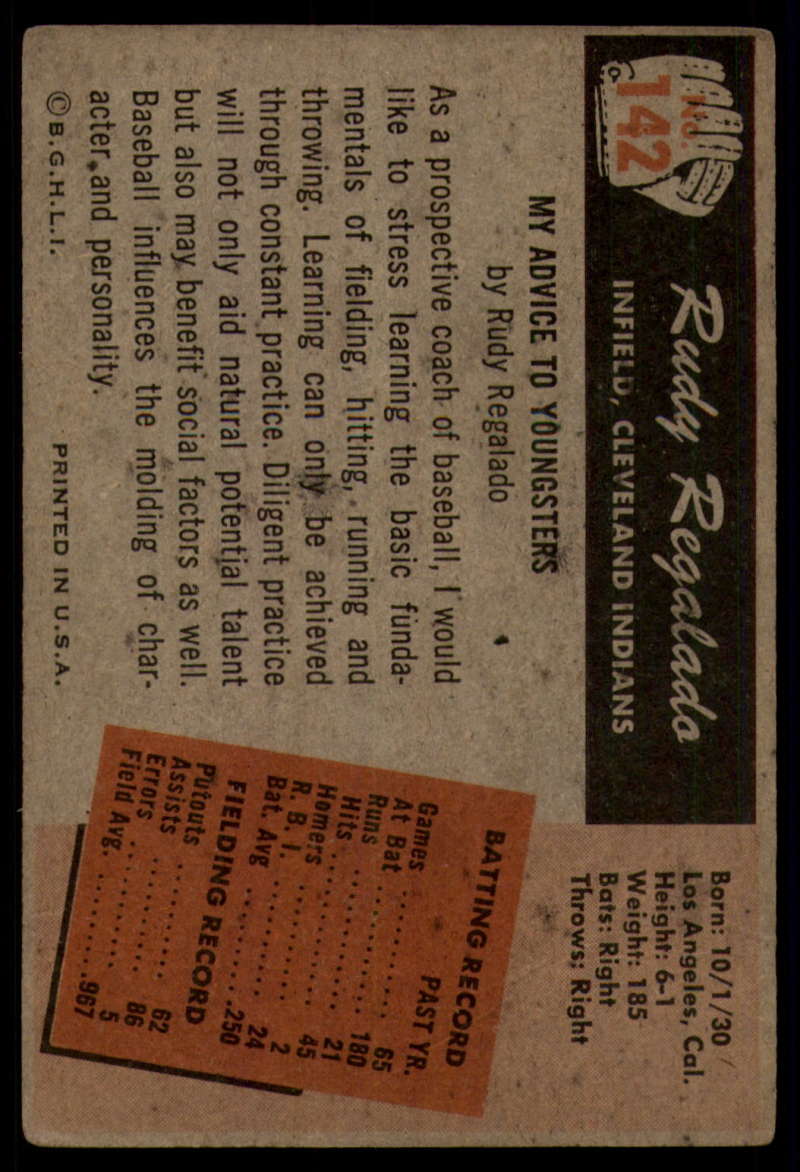 No.
142
Rudy Regalado
INFIELD, CLEVELAND INDIANS
Born: 10/1/30
Los Angeles, Cal.
Height: 6-1
Weight: 185
Bats: Right
Throws: Right
MY ADVICE TO YOUNGSTERS
by Rudy Regalado
As a prospective coach of baseball, I would
like to stress learning the basic funda-
mentals of fielding, hitting, running and
throwing. Learning can only be achieved
through constant practice. Diligent practice
will not only aid natural potential talent
but also may benefit social factors as well.
Baseball influences the molding of char-
acter and personality.
© B.G.H.L.I. PRINTED IN U.S.A.
BATTING RECORD
PAST YR.
Games .......... 65
At Bat .......... 180
Runs .......... 21
Hits .......... 45
Homers .......... 2
R. B. I. .......... 24
Bat. Avg .......... .250
FIELDING RECORD
Putouts .......... 62
Assists .......... 86
Errors .......... 5
Field Avg. .......... .967